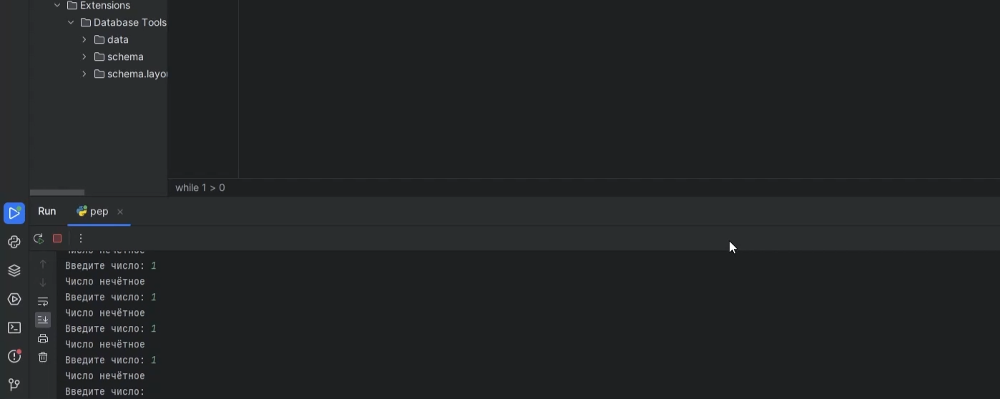 Extensions
Database Tools
data
schema
schema.layou
while 1 > 0
Run pep
Число нечётное
Введите число: 1
Число нечётное
Введите число: 1
Число нечётное
Введите число: 1
Число нечётное
Введите число: 1
Число нечётное
Введите число: